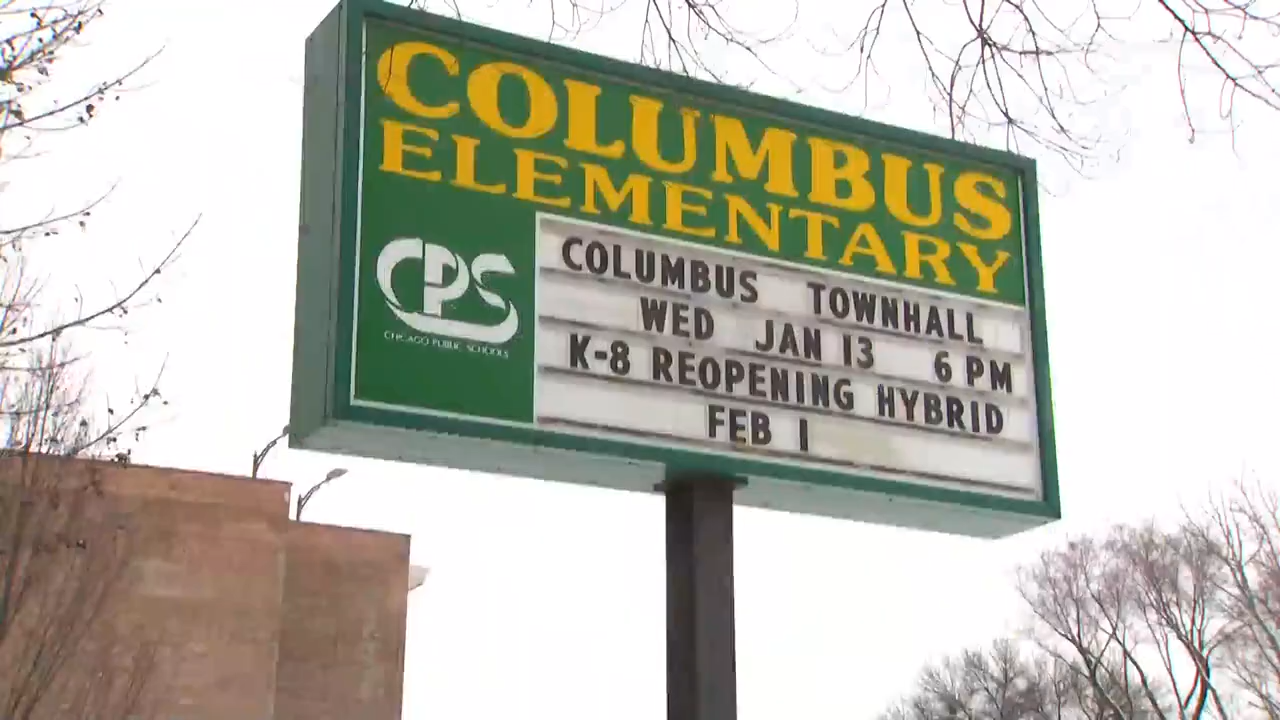 COLUMBUS
ELEMENTARY
CPS
CHICAGO PUBLIC SCHOOLS
COLUMBUS TOWNHALL
WED JAN 13 6 PM
K-8 REOPENING HYBRID
FEB 1